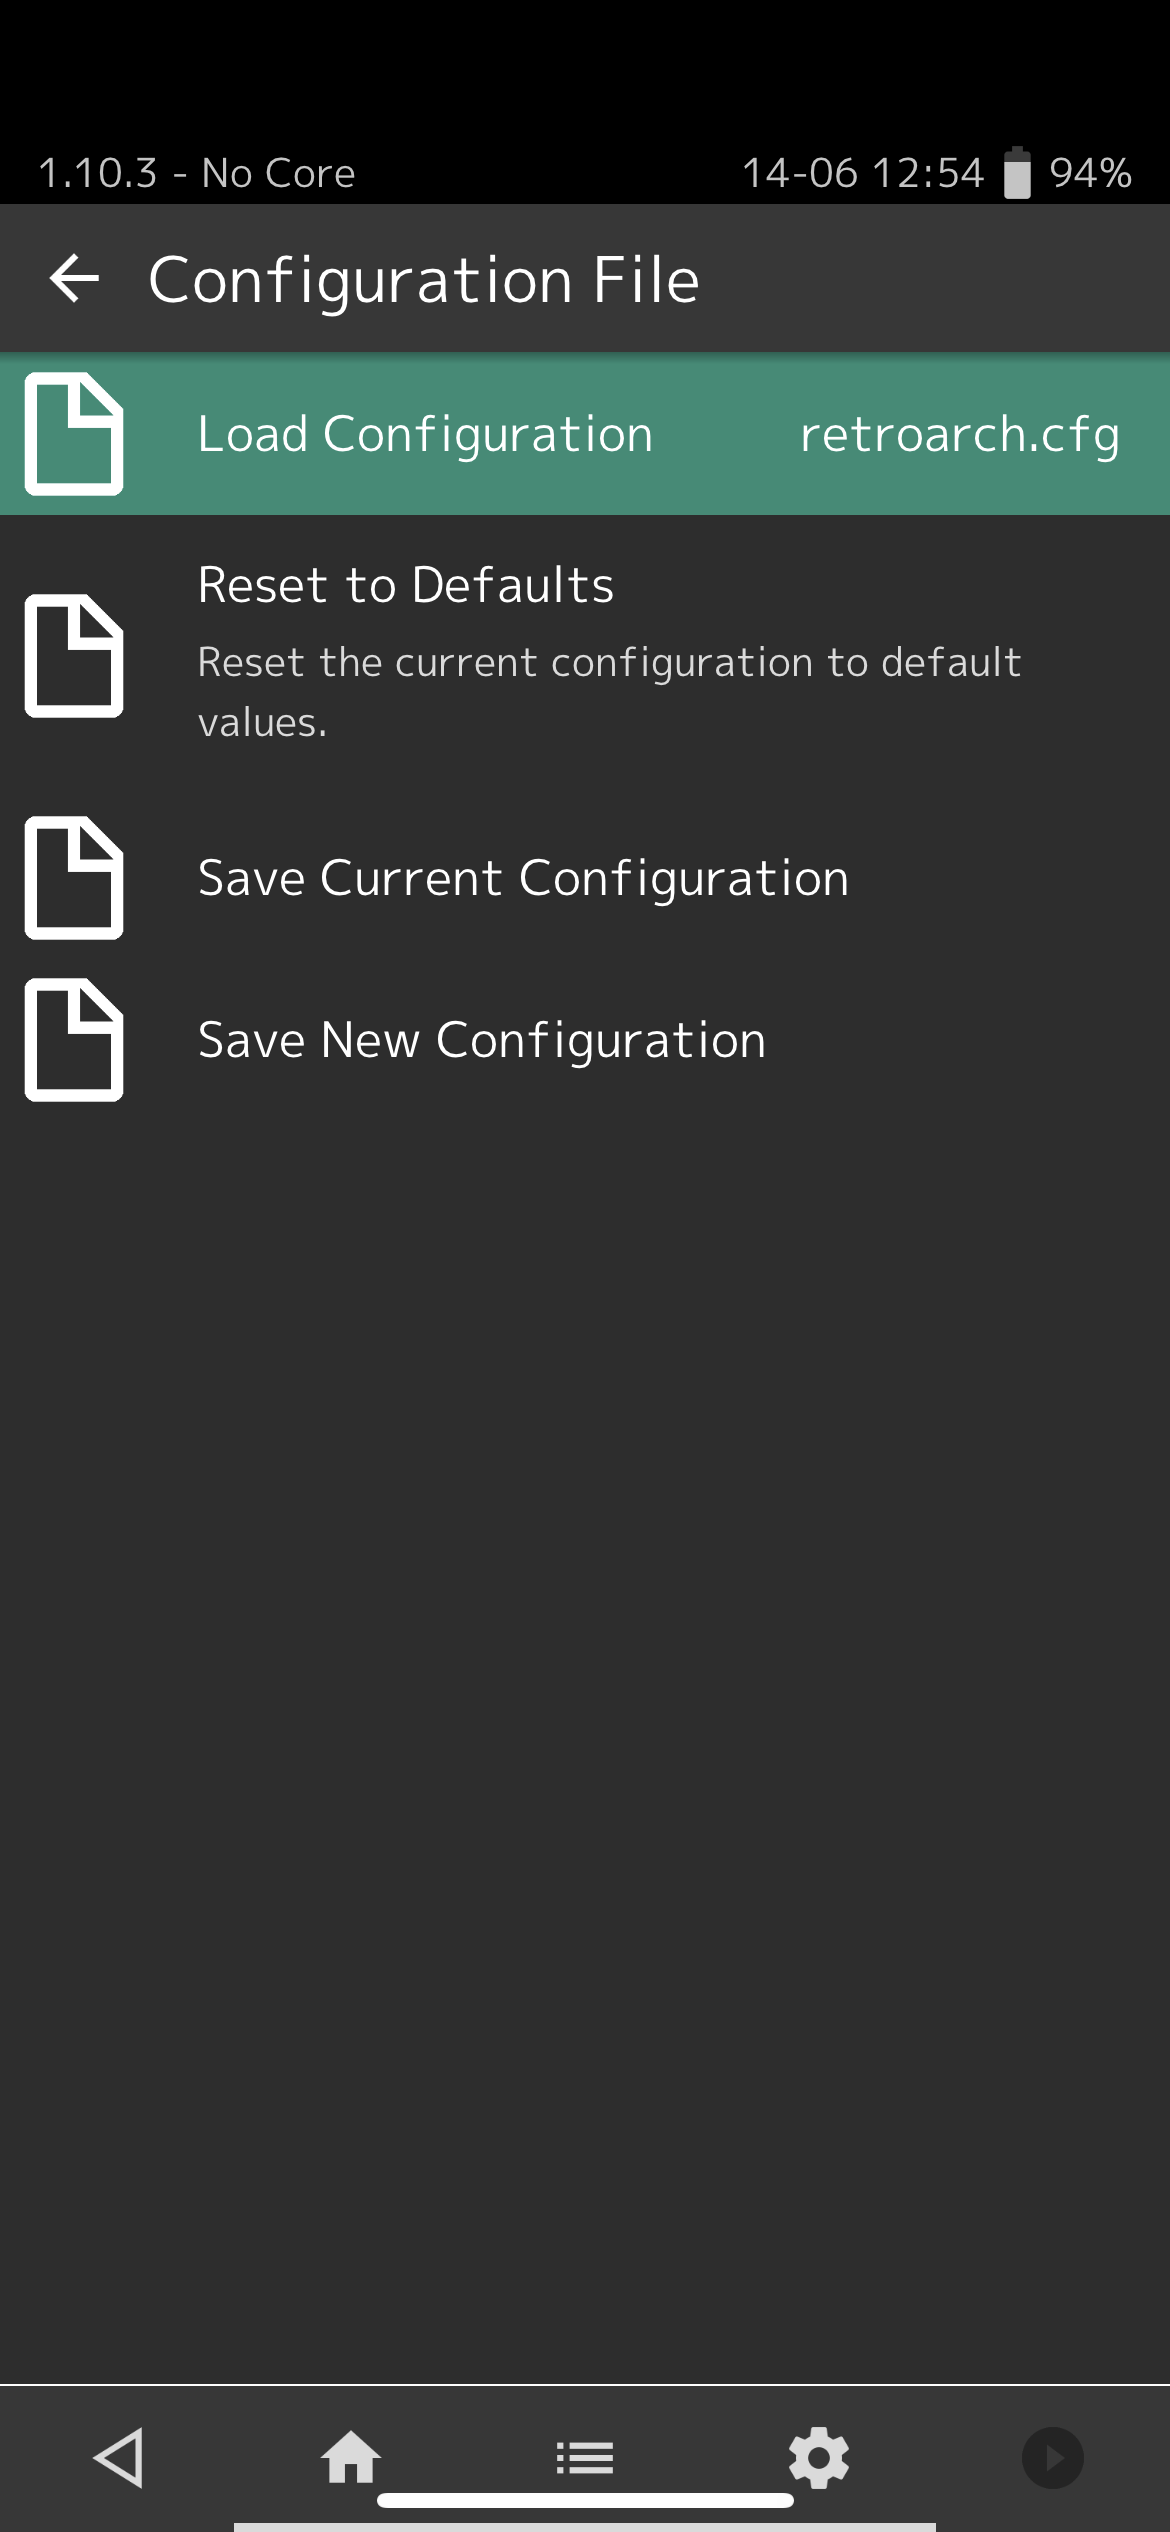 1.10.3 - No Core
14-06 12:54 94%
Configuration File
Load Configuration retroarch.cfg
Reset to Defaults
Reset the current configuration to default
values.
Save Current Configuration
Save New Configuration